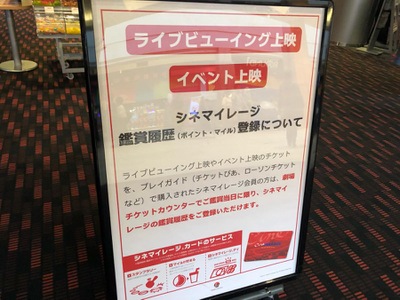 ライブビューイング上映
イベント上映
シネマイレージ
鑑賞履歴(ポイント・マイル)登録について
ライブビューイング上映やイベント上映のチケット
を、プレイガイド(チケットぴあ、ローソンチケット
など)で購入されたシネマイレージ会員の方は、劇場
チケットカウンターでご鑑賞当日に限り、シネマイ
レージの鑑賞履歴をご登録いただけます。
シネマイレージ®カードのサービス